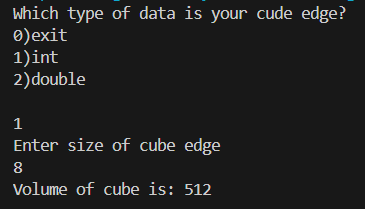 Which type of data is your cude edge?
0)exit
1)int
2)double
1
Enter size of cube edge
8
Volume of cube is: 512